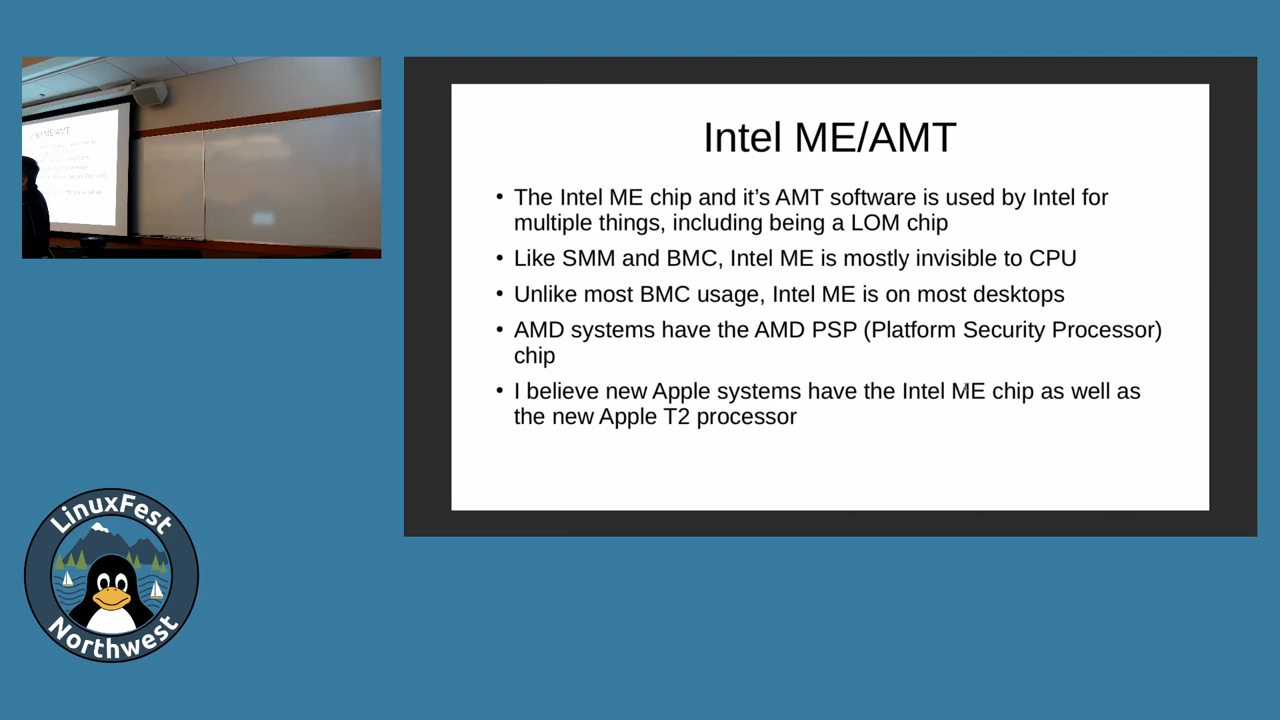 Intel ME/AMT
• The Intel ME chip and it's AMT software is used by Intel for
multiple things, including being a LOM chip
• Like SMM and BMC, Intel ME is mostly invisible to CPU
• Unlike most BMC usage, Intel ME is on most desktops
• AMD systems have the AMD PSP (Platform Security Processor)
chip
• I believe new Apple systems have the Intel ME chip as well as
the new Apple T2 processor
LinuxFest
Northwest